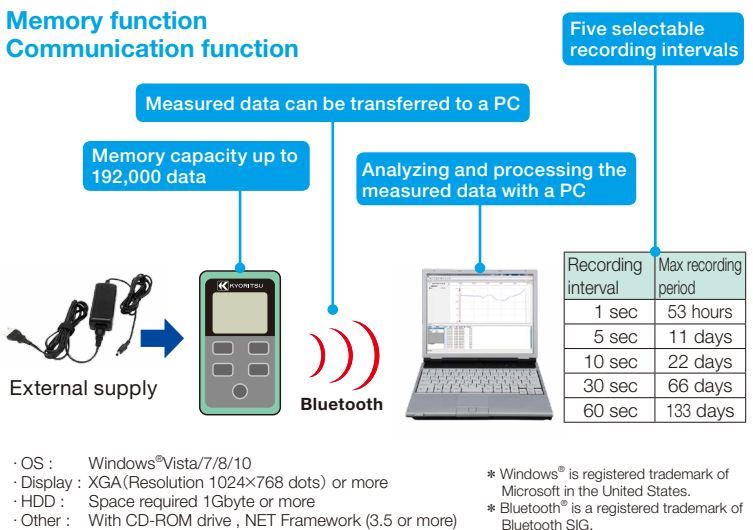 Memory function
Communication function
Five selectable
recording intervals
Measured data can be transferred to a PC
Memory capacity up to
192,000 data
Analyzing and processing the
measured data with a PC
KYORITSU
External supply
Bluetooth
Recording interval Max recording period
1 sec 53 hours
5 sec 11 days
10 sec 22 days
30 sec 66 days
60 sec 133 days
· OS : Windows®Vista/7/8/10
· Display : XGA(Resolution 1024×768 dots) or more
· HDD : Space required 1Gbyte or more
· Other : With CD-ROM drive , NET Framework (3.5 or more)
* Windows® is registered trademark of
Microsoft in the United States.
* Bluetooth® is a registered trademark of
Bluetooth SIG.